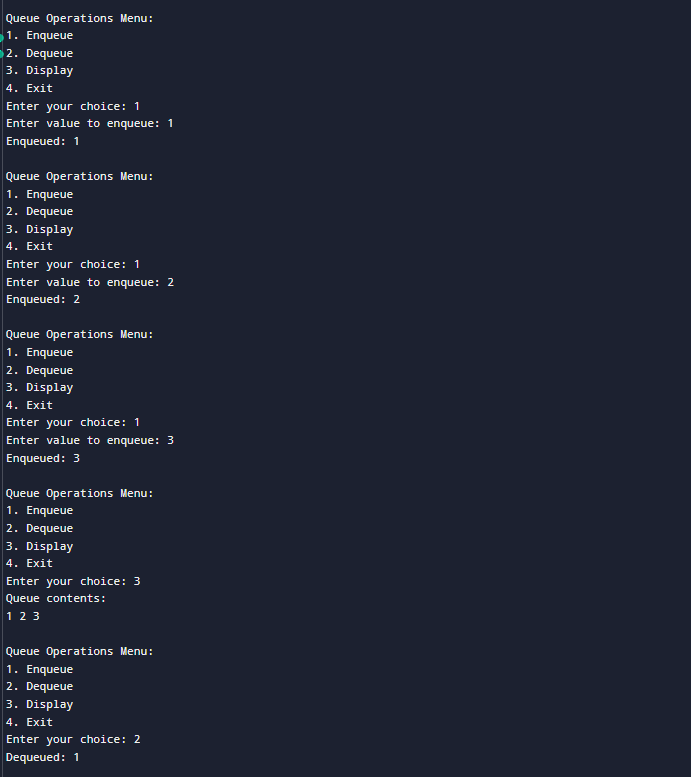 Queue Operations Menu:
1. Enqueue
2. Dequeue
3. Display
4. Exit
Enter your choice: 1
Enter value to enqueue: 1
Enqueued: 1
Queue Operations Menu:
1. Enqueue
2. Dequeue
3. Display
4. Exit
Enter your choice: 1
Enter value to enqueue: 2
Enqueued: 2
Queue Operations Menu:
1. Enqueue
2. Dequeue
3. Display
4. Exit
Enter your choice: 1
Enter value to enqueue: 3
Enqueued: 3
Queue Operations Menu:
1. Enqueue
2. Dequeue
3. Display
4. Exit
Enter your choice: 3
Queue contents:
1 2 3
Queue Operations Menu:
1. Enqueue
2. Dequeue
3. Display
4. Exit
Enter your choice: 2
Dequeued: 1